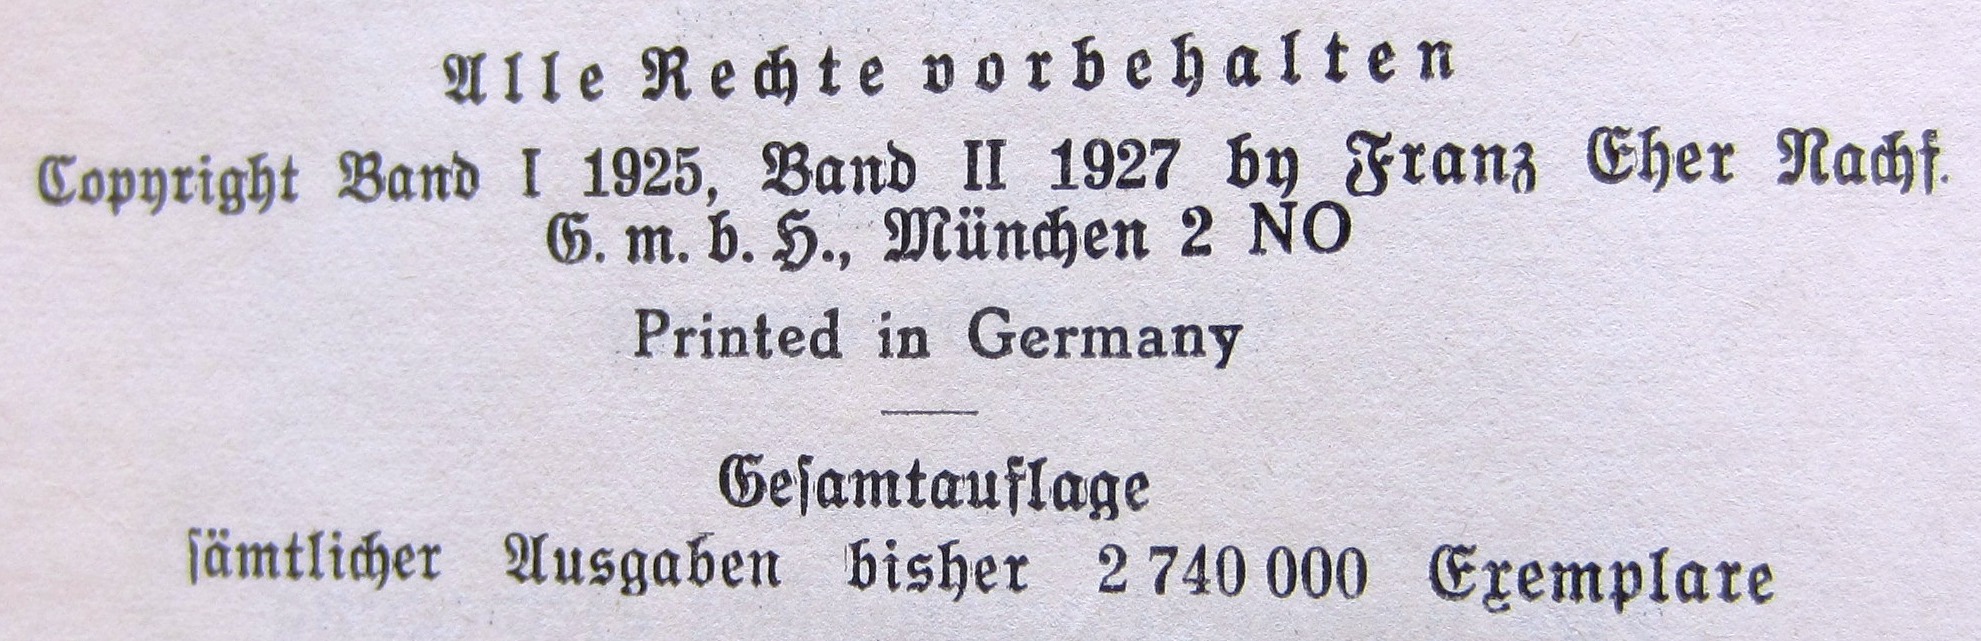 Alle Rechte vorbehalten
Copyright Band I 1925, Band II 1927 by Franz Eher Nachf.
G. m. b. H., München 2 NO
Printed in Germany
Geſamtauflage
ſämtlicher Ausgaben bisher 2 740 000 Exemplare